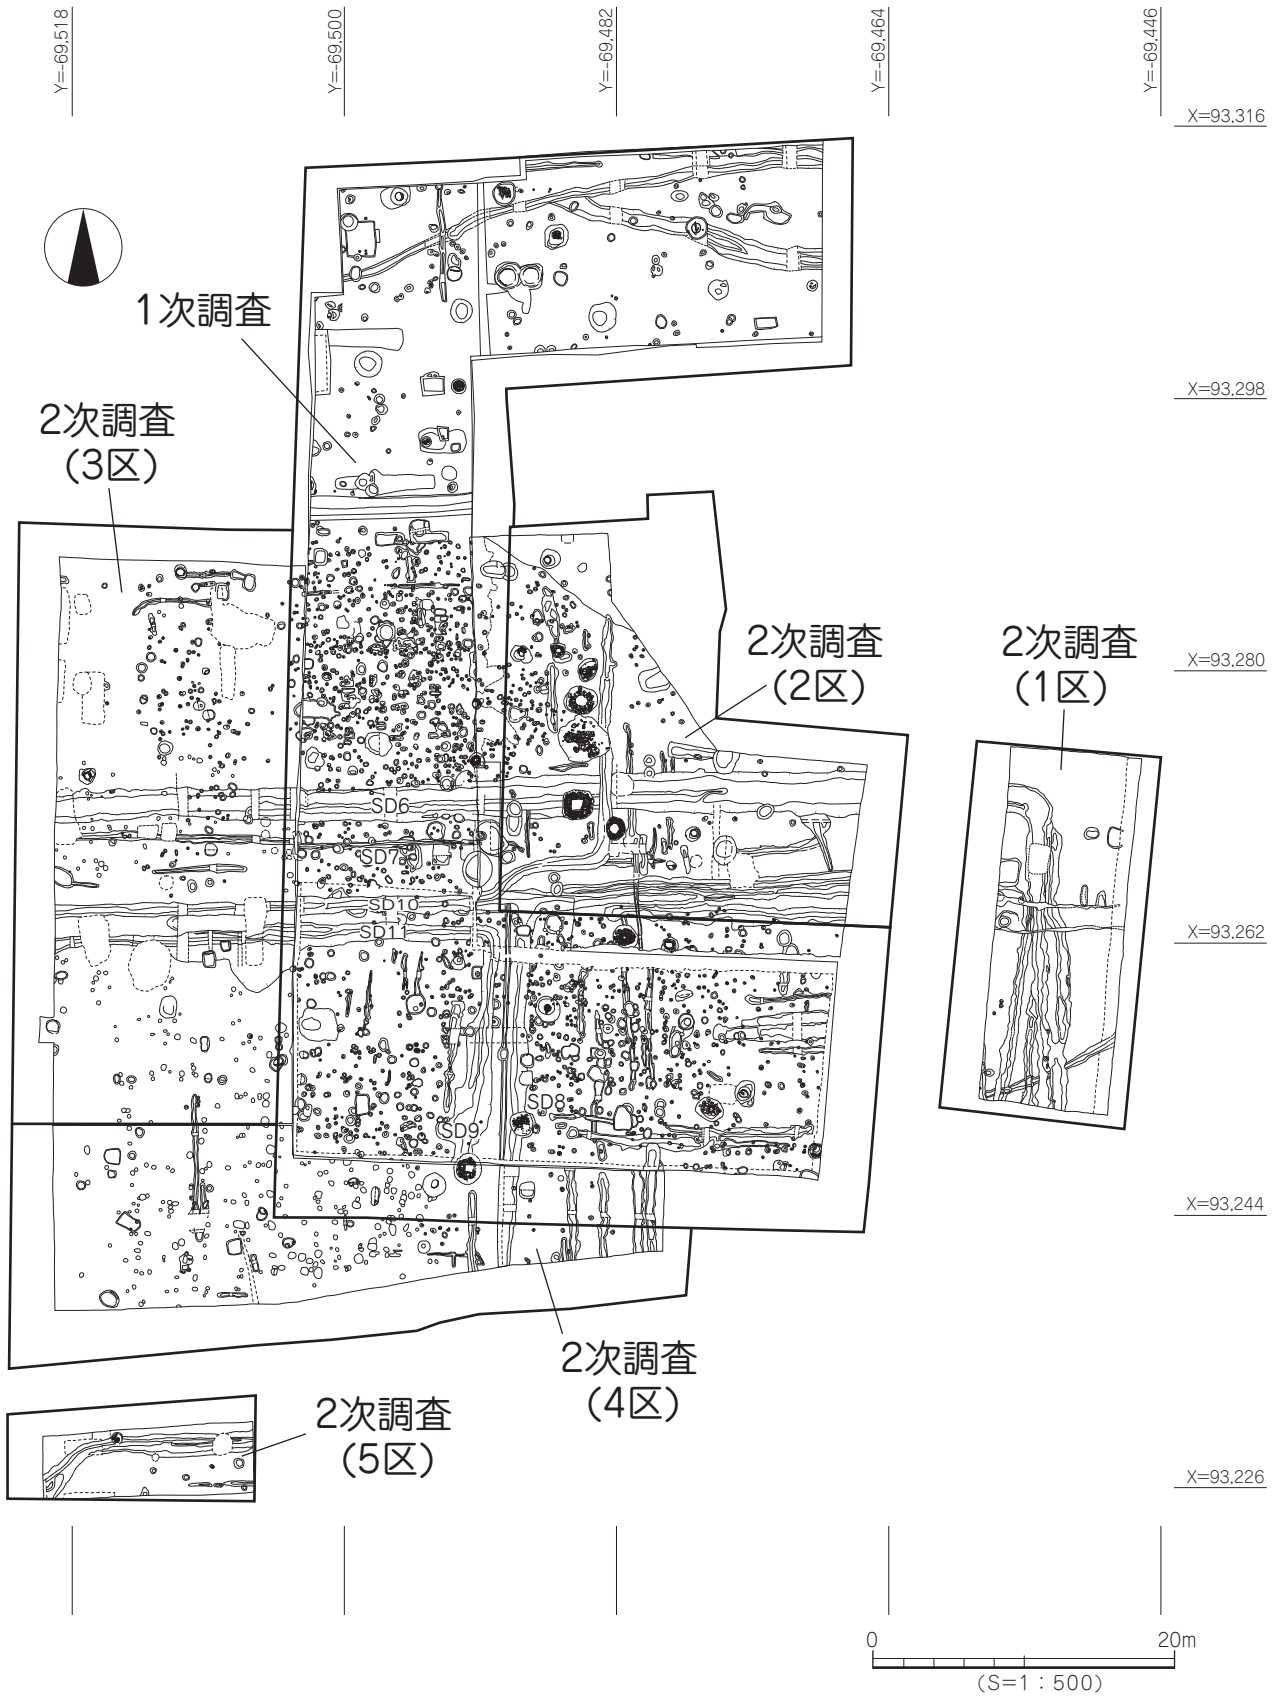 Y=-69,518
Y=-69,500
Y=-69,482
Y=-69,464
Y=-69,446
X=93,316
1次調査
X=93,298
2次調査
(3区)
2次調査
(2区)
2次調査
(1区)
X=93,280
SD6
SD7
SD10
SD11
X=93,262
SD8
SD9
X=93,244
2次調査
(4区)
2次調査
(5区)
X=93,226
0 20m
(S=1:500)